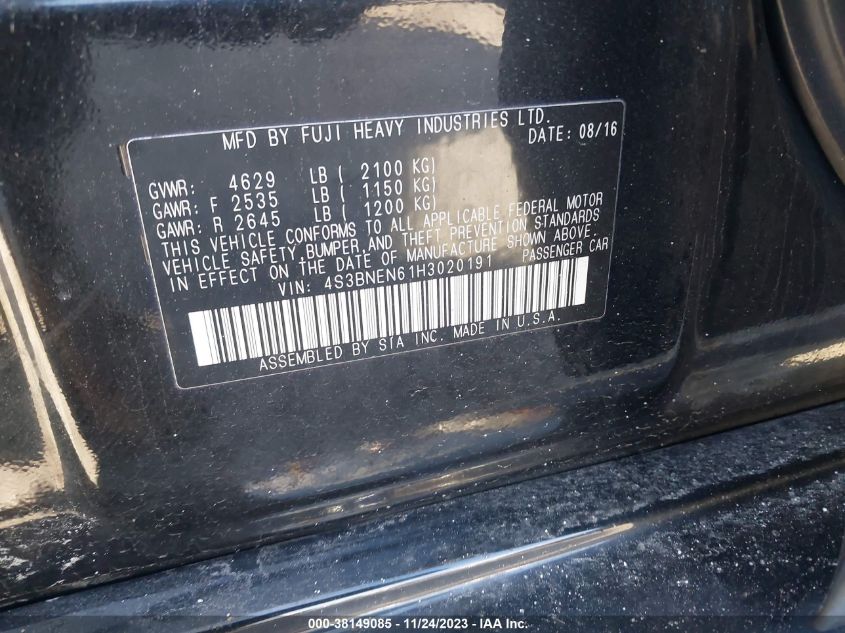 MFD BY FUJI HEAVY INDUSTRIES LTD.
DATE: 08/16
GVWR: 4629 LB ( 2100 KG)
GAWR: F 2535 LB ( 1150 KG)
GAWR: R 2645 LB ( 1200 KG)
THIS VEHICLE CONFORMS TO ALL APPLICABLE FEDERAL MOTOR
VEHICLE SAFETY,BUMPER,AND THEFT PREVENTION STANDARDS
IN EFFECT ON THE DATE OF MANUFACTURE SHOWN ABOVE.
VIN: 4S3BNEN61H3020191 PASSENGER CAR
ASSEMBLED BY SIA INC. MADE IN U.S.A.
000-38149085 - 11/24/2023 - IAA Inc.